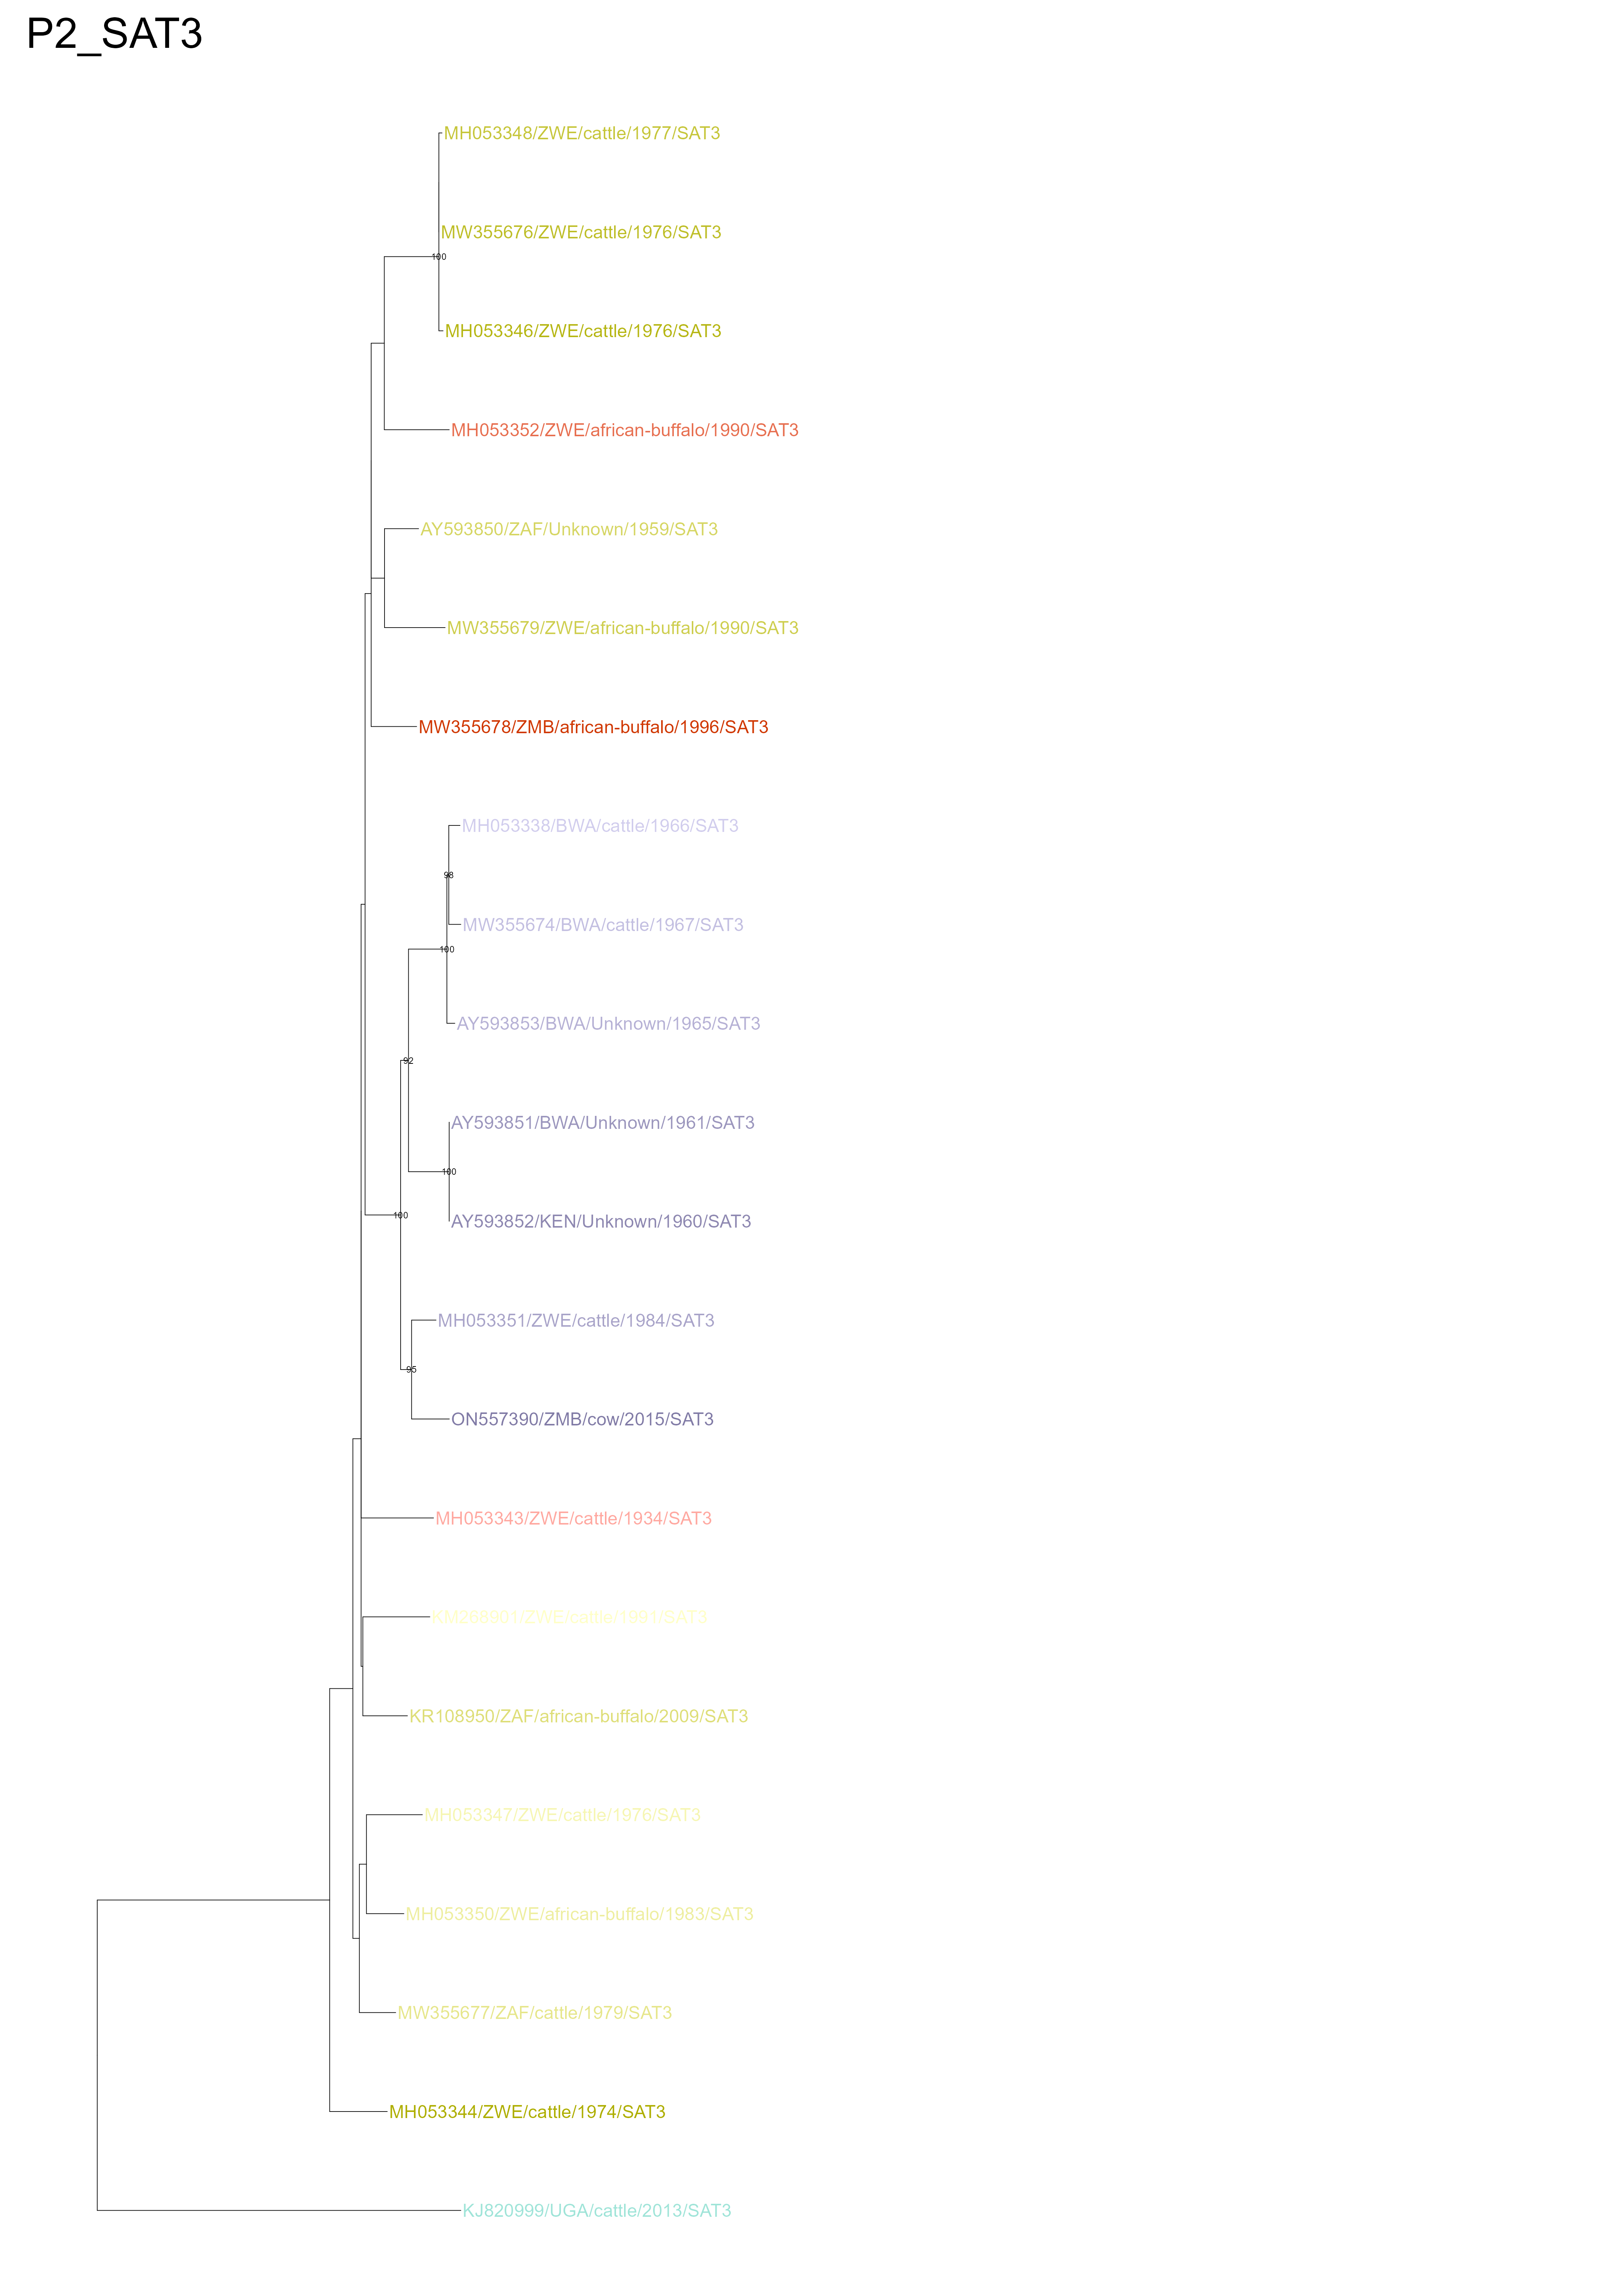 P2_SAT3
MH053348/ZWE/cattle/1977/SAT3
MW355676/ZWE/cattle/1976/SAT3
100
MH053346/ZWE/cattle/1976/SAT3
MH053352/ZWE/african-buffalo/1990/SAT3
AY593850/ZAF/Unknown/1959/SAT3
MW355679/ZWE/african-buffalo/1990/SAT3
MW355678/ZMB/african-buffalo/1996/SAT3
MH053338/BWA/cattle/1966/SAT3
98
MW355674/BWA/cattle/1967/SAT3
100
AY593853/BWA/Unknown/1965/SAT3
92
AY593851/BWA/Unknown/1961/SAT3
100
100
AY593852/KEN/Unknown/1960/SAT3
MH053351/ZWE/cattle/1984/SAT3
95
ON557390/ZMB/cow/2015/SAT3
MH053343/ZWE/cattle/1934/SAT3
KM268901/ZWE/cattle/1991/SAT3
KR108950/ZAF/african-buffalo/2009/SAT3
MH053347/ZWE/cattle/1976/SAT3
MH053350/ZWE/african-buffalo/1983/SAT3
MW355677/ZAF/cattle/1979/SAT3
MH053344/ZWE/cattle/1974/SAT3
KJ820999/UGA/cattle/2013/SAT3